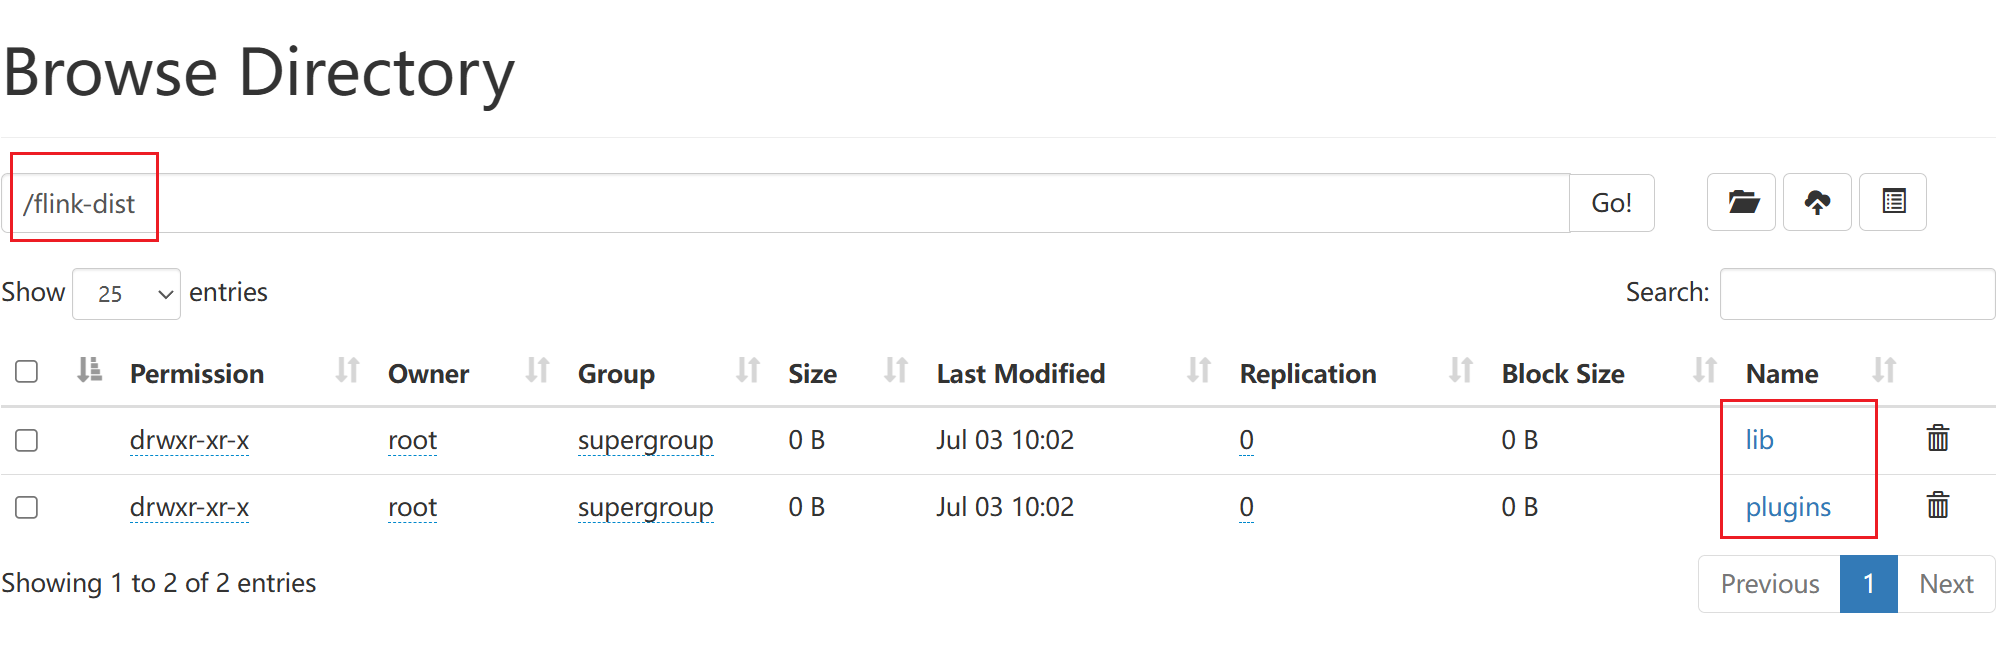 Browse Directory
/flink-dist Go!
Show 25 entries Search:
Permission Owner Group Size Last Modified Replication Block Size Name
drwxr-xr-x root supergroup 0 B Jul 03 10:02 0 0 B lib
drwxr-xr-x root supergroup 0 B Jul 03 10:02 0 0 B plugins
Showing 1 to 2 of 2 entries Previous 1 Next